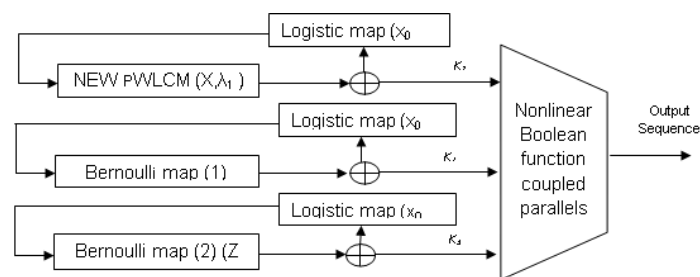 Logistic map (x₀
NEW PWLCM (X,λ₁ )
Logistic map (x₀
Bernoulli map (1)
Logistic map (x₀
Bernoulli map (2) (Z
Nonlinear
Boolean
function
coupled
parallels
Output
Sequence